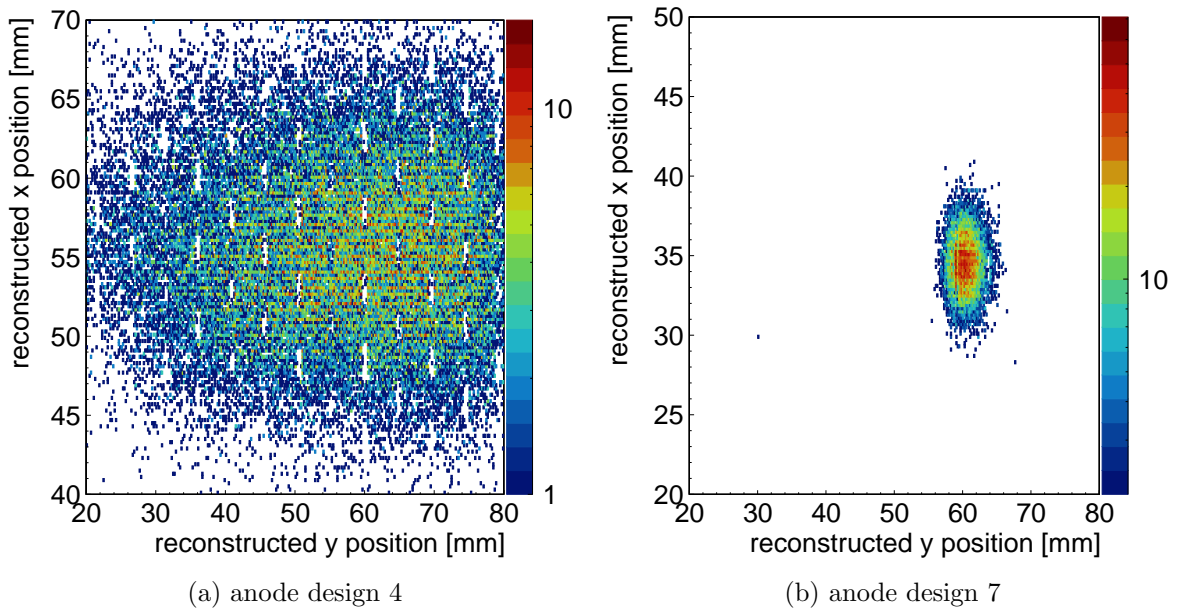 reconstructed x position [mm]
70
65
60
55
50
45
40
20 30 40 50 60 70 80
reconstructed y position [mm]
10
1
(a) anode design 4
reconstructed x position [mm]
50
45
40
35
30
25
20
20 30 40 50 60 70 80
reconstructed y position [mm]
10
(b) anode design 7